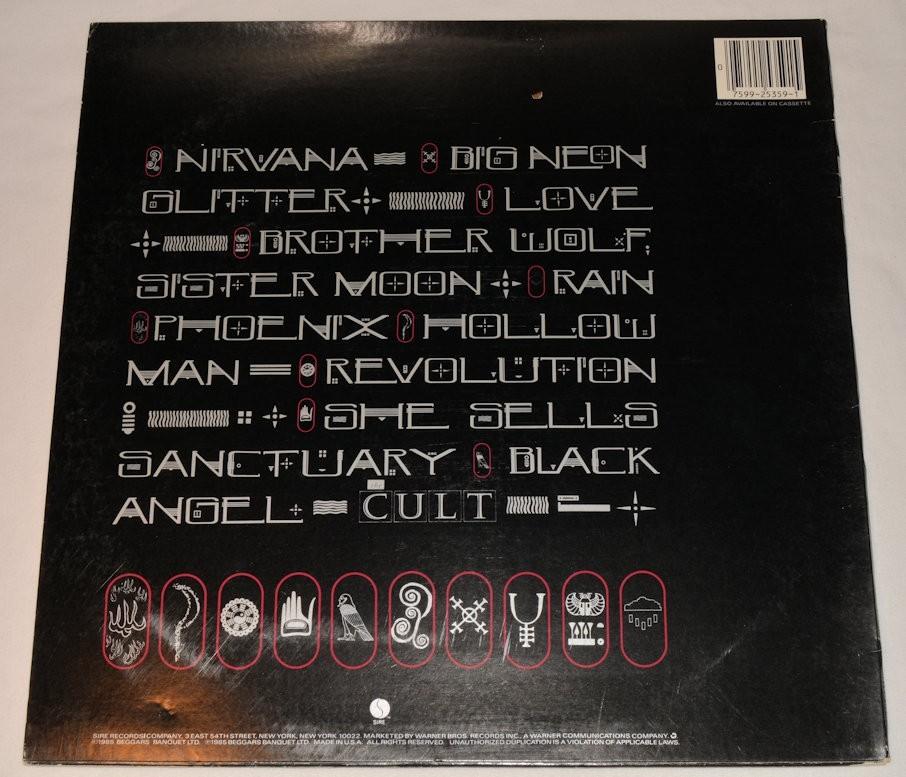 0
7599-25359-1
ALSO AVAILABLE ON CASSETTE
NIRVANA BIG NEON
GLITTER LOVE
BROTHER WOLF,
SISTER MOON RAIN
PHOENIX HOLLOW
MAN REVOLUTION
SHE SELLS
SANCTUARY BLACK
ANGEL THE CULT
SIRE
SIRE RECORDS COMPANY, 3 EAST 54TH STREET, NEW YORK, NEW YORK 10022. MARKETED BY WARNER BROS. RECORDS INC., A WARNER COMMUNICATIONS COMPANY.
℗1985 BEGGARS BANQUET LTD. ©1985 BEGGARS BANQUET LTD. MADE IN U.S.A. ALL RIGHTS RESERVED. UNAUTHORIZED DUPLICATION IS A VIOLATION OF APPLICABLE LAWS.